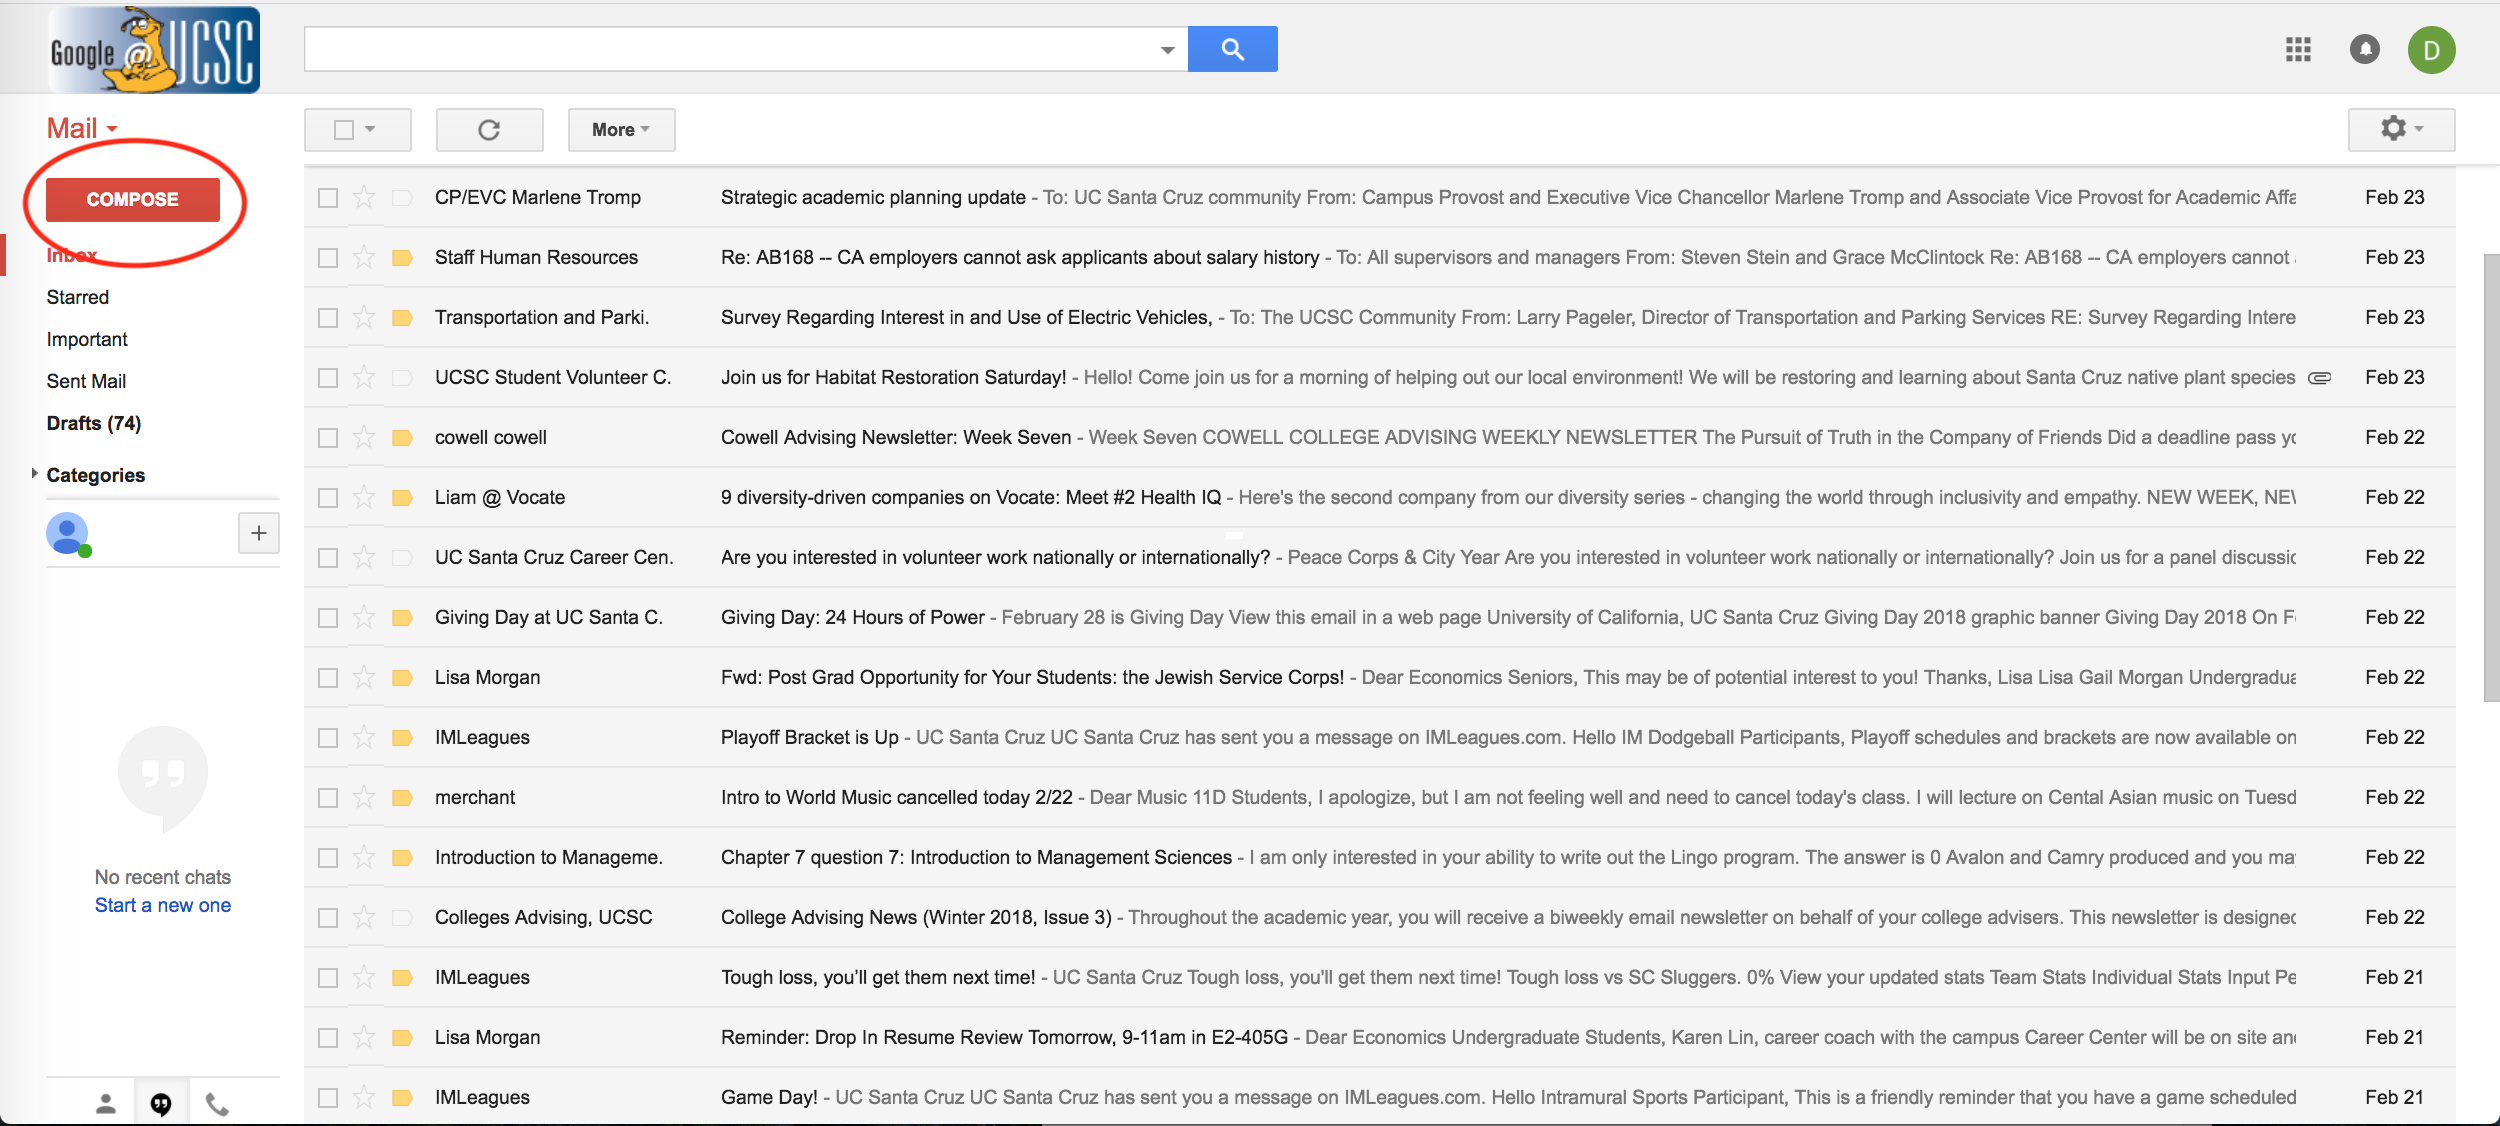 Google @ UCSC
D
Mail
More
COMPOSE
Inbox
Starred
Important
Sent Mail
Drafts (74)
Categories
No recent chats
Start a new one
CP/EVC Marlene Tromp Strategic academic planning update - To: UC Santa Cruz community From: Campus Provost and Executive Vice Chancellor Marlene Tromp and Associate Vice Provost for Academic Affa Feb 23
Staff Human Resources Re: AB168 -- CA employers cannot ask applicants about salary history - To: All supervisors and managers From: Steven Stein and Grace McClintock Re: AB168 -- CA employers cannot Feb 23
Transportation and Parki. Survey Regarding Interest in and Use of Electric Vehicles, - To: The UCSC Community From: Larry Pageler, Director of Transportation and Parking Services RE: Survey Regarding Intere Feb 23
UCSC Student Volunteer C. Join us for Habitat Restoration Saturday! - Hello! Come join us for a morning of helping out our local environment! We will be restoring and learning about Santa Cruz native plant species Feb 23
cowell cowell Cowell Advising Newsletter: Week Seven - Week Seven COWELL COLLEGE ADVISING WEEKLY NEWSLETTER The Pursuit of Truth in the Company of Friends Did a deadline pass yo Feb 22
Liam @ Vocate 9 diversity-driven companies on Vocate: Meet #2 Health IQ - Here's the second company from our diversity series - changing the world through inclusivity and empathy. NEW WEEK, NEW Feb 22
UC Santa Cruz Career Cen. Are you interested in volunteer work nationally or internationally? - Peace Corps & City Year Are you interested in volunteer work nationally or internationally? Join us for a panel discussic Feb 22
Giving Day at UC Santa C. Giving Day: 24 Hours of Power - February 28 is Giving Day View this email in a web page University of California, UC Santa Cruz Giving Day 2018 graphic banner Giving Day 2018 On F Feb 22
Lisa Morgan Fwd: Post Grad Opportunity for Your Students: the Jewish Service Corps! - Dear Economics Seniors, This may be of potential interest to you! Thanks, Lisa Lisa Gail Morgan Undergradua Feb 22
IMLeagues Playoff Bracket is Up - UC Santa Cruz UC Santa Cruz has sent you a message on IMLeagues.com. Hello IM Dodgeball Participants, Playoff schedules and brackets are now available on Feb 22
merchant Intro to World Music cancelled today 2/22 - Dear Music 11D Students, I apologize, but I am not feeling well and need to cancel today's class. I will lecture on Cental Asian music on Tuesd Feb 22
Introduction to Manageme. Chapter 7 question 7: Introduction to Management Sciences - I am only interested in your ability to write out the Lingo program. The answer is 0 Avalon and Camry produced and you ma Feb 22
Colleges Advising, UCSC College Advising News (Winter 2018, Issue 3) - Throughout the academic year, you will receive a biweekly email newsletter on behalf of your college advisers. This newsletter is designed Feb 22
IMLeagues Tough loss, you'll get them next time! - UC Santa Cruz Tough loss, you'll get them next time! Tough loss vs SC Sluggers. 0% View your updated stats Team Stats Individual Stats Input Pe Feb 21
Lisa Morgan Reminder: Drop In Resume Review Tomorrow, 9-11am in E2-405G - Dear Economics Undergraduate Students, Karen Lin, career coach with the campus Career Center will be on site and Feb 21
IMLeagues Game Day! - UC Santa Cruz UC Santa Cruz has sent you a message on IMLeagues.com. Hello Intramural Sports Participant, This is a friendly reminder that you have a game scheduled Feb 21